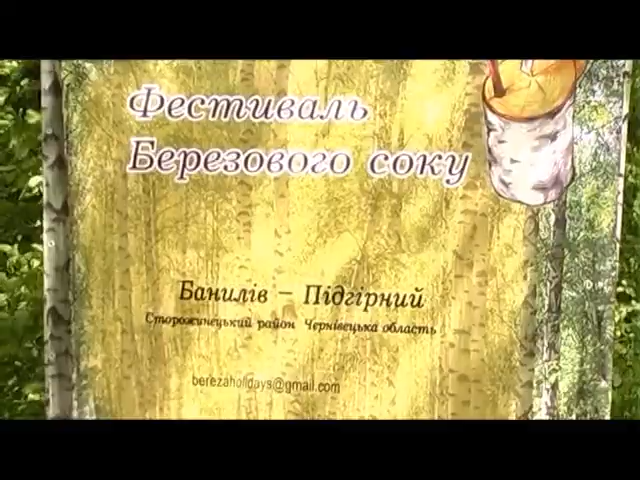 Фестиваль
Березового соку
Банилів – Підгірний
Сторожинецький район Чернівецька область
berezaholidays@gmail.com